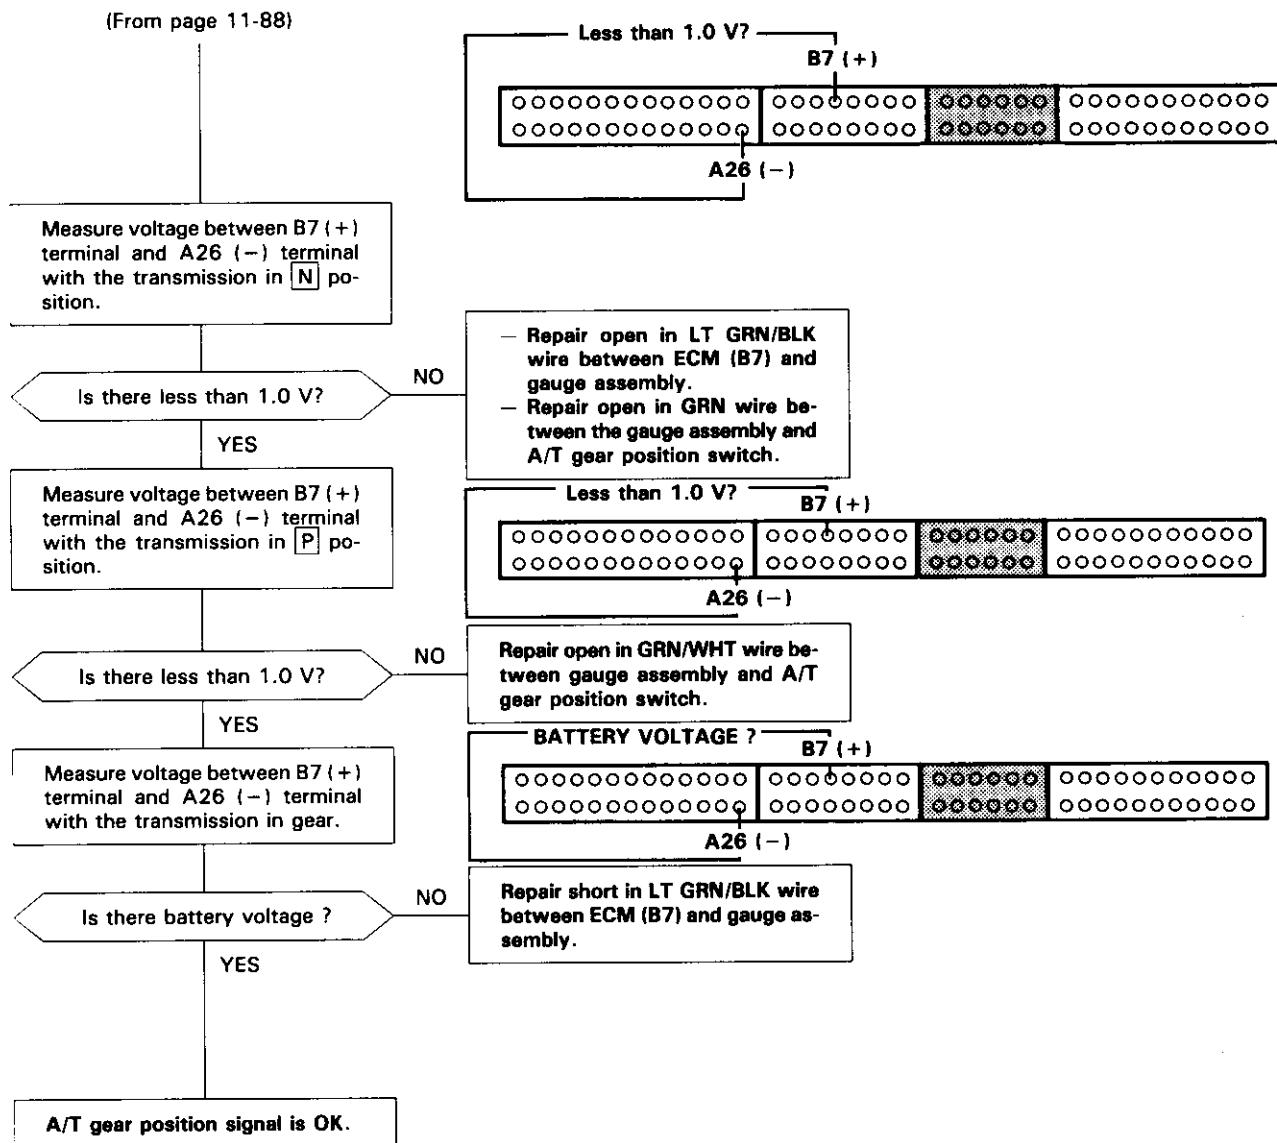 (From page 11-88)
Less than 1.0 V?
B7 (+)
A26 (−)
Measure voltage between B7 (+)
terminal and A26 (−) terminal
with the transmission in N po-
sition.
Is there less than 1.0 V?
NO
— Repair open in LT GRN/BLK
wire between ECM (B7) and
gauge assembly.
— Repair open in GRN wire be-
tween the gauge assembly and
A/T gear position switch.
YES
Measure voltage between B7 (+)
terminal and A26 (−) terminal
with the transmission in P po-
sition.
Less than 1.0 V?
B7 (+)
A26 (−)
Is there less than 1.0 V?
NO
Repair open in GRN/WHT wire be-
tween gauge assembly and A/T
gear position switch.
YES
Measure voltage between B7 (+)
terminal and A26 (−) terminal
with the transmission in gear.
BATTERY VOLTAGE ?
B7 (+)
A26 (−)
Is there battery voltage ?
NO
Repair short in LT GRN/BLK wire
between ECM (B7) and gauge as-
sembly.
YES
A/T gear position signal is OK.